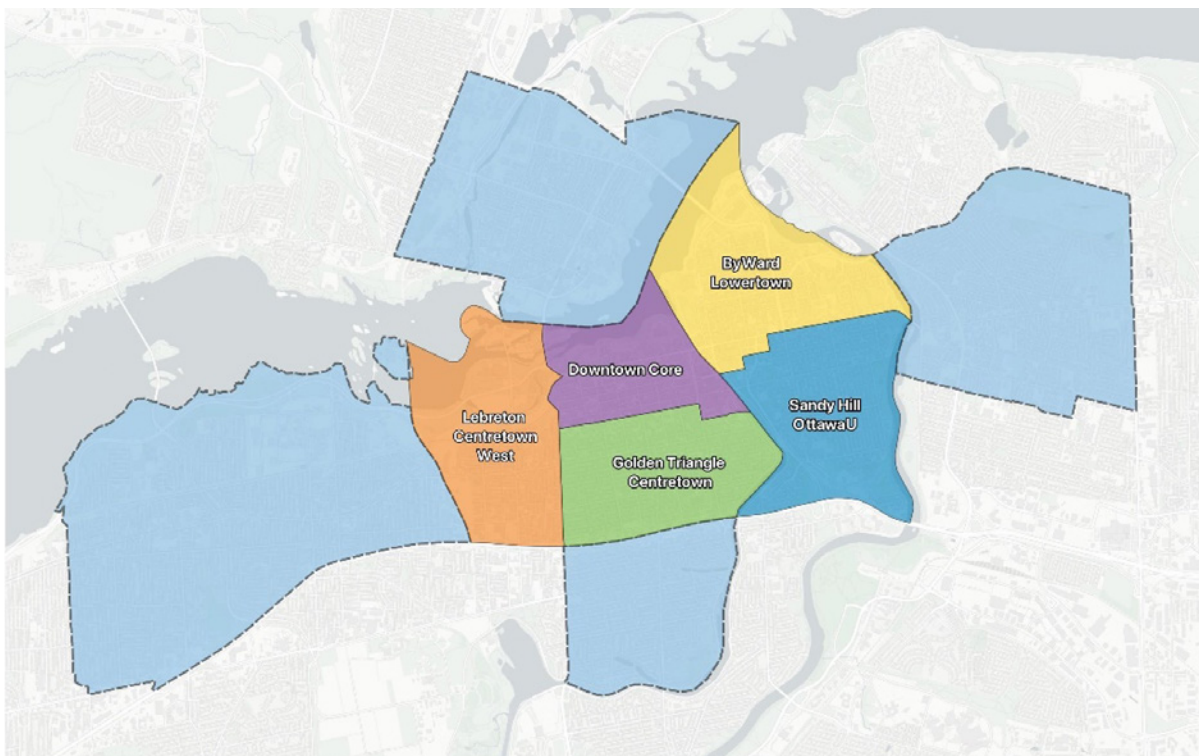 ByWard
Lowertown
Downtown Core
Sandy Hill
OttawaU
Lebreton
Centretown
West
Golden Triangle
Centretown